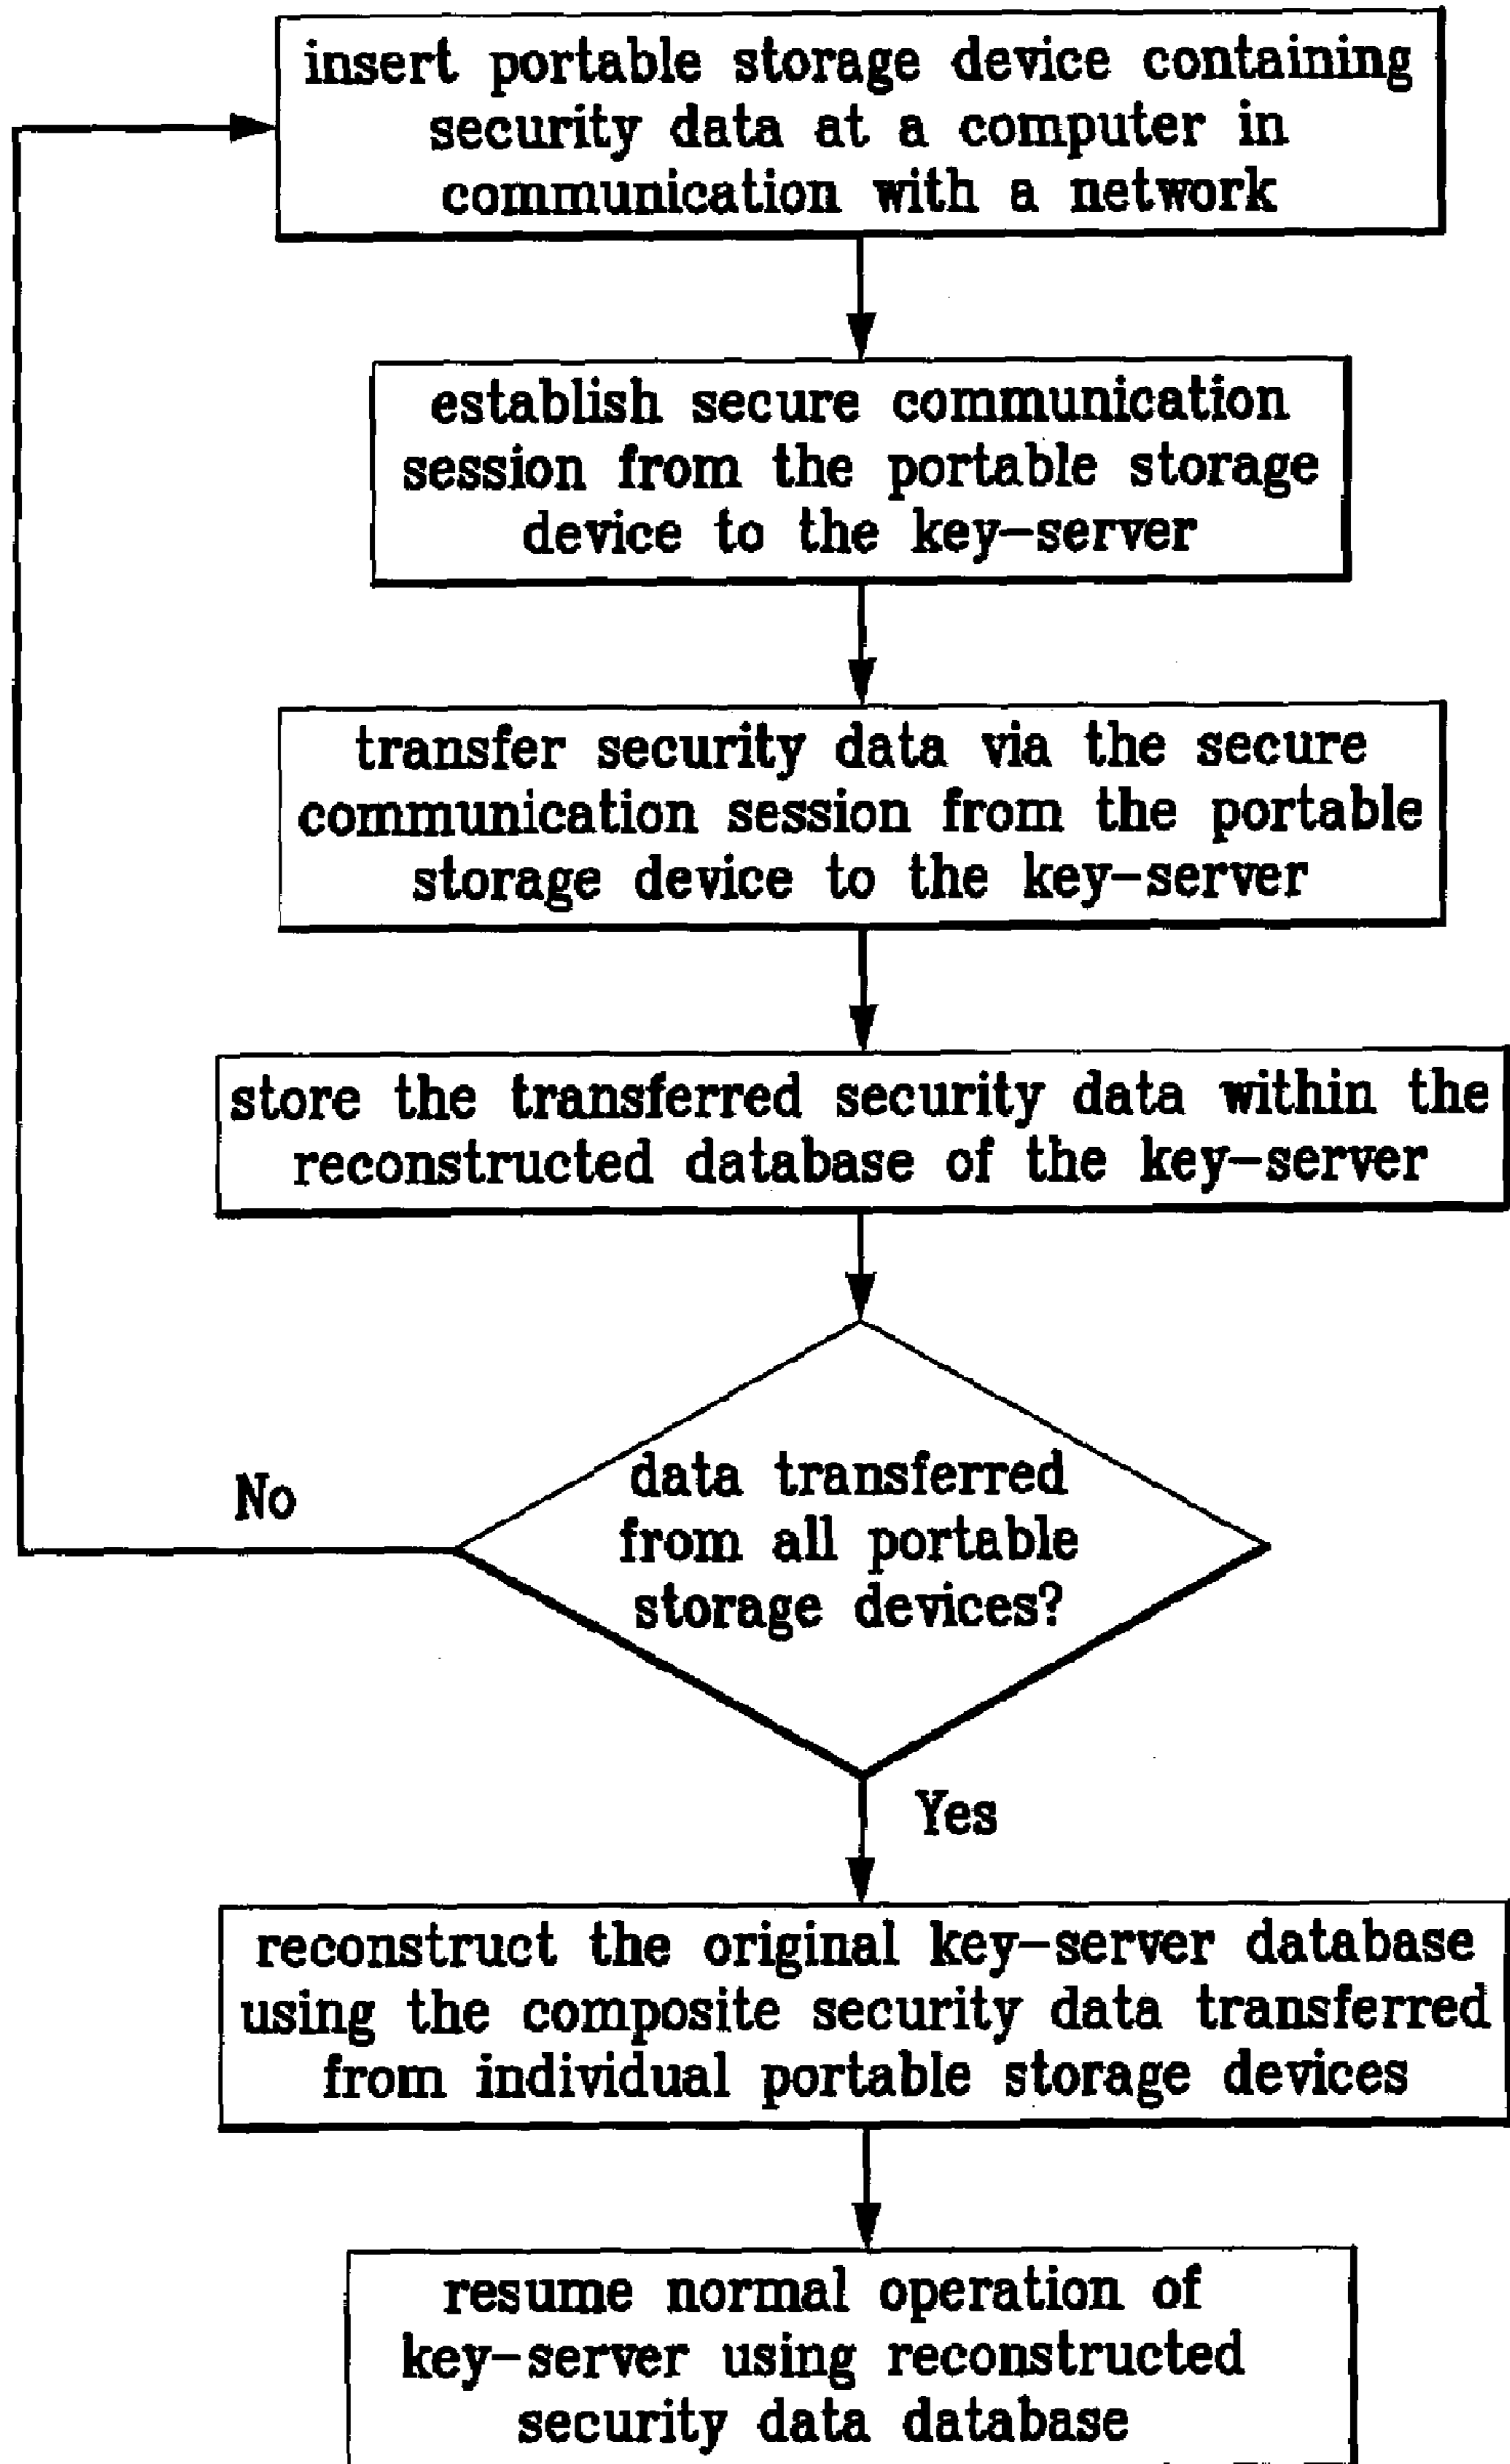 insert portable storage device containing
security data at a computer in
communication with a network
establish secure communication
session from the portable storage
device to the key-server
transfer security data via the secure
communication session from the portable
storage device to the key-server
store the transferred security data within the
reconstructed database of the key-server
data transferred
from all portable
storage devices?
No
Yes
reconstruct the original key-server database
using the composite security data transferred
from individual portable storage devices
resume normal operation of
key-server using reconstructed
security data database